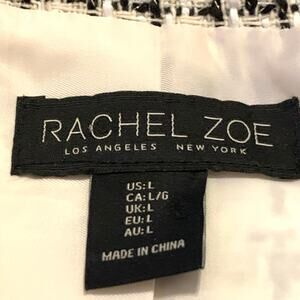 RACHEL ZOE
LOS ANGELES NEW YORK
US: L
CA: L/G
UK: L
EU: L
AU: L
MADE IN CHINA